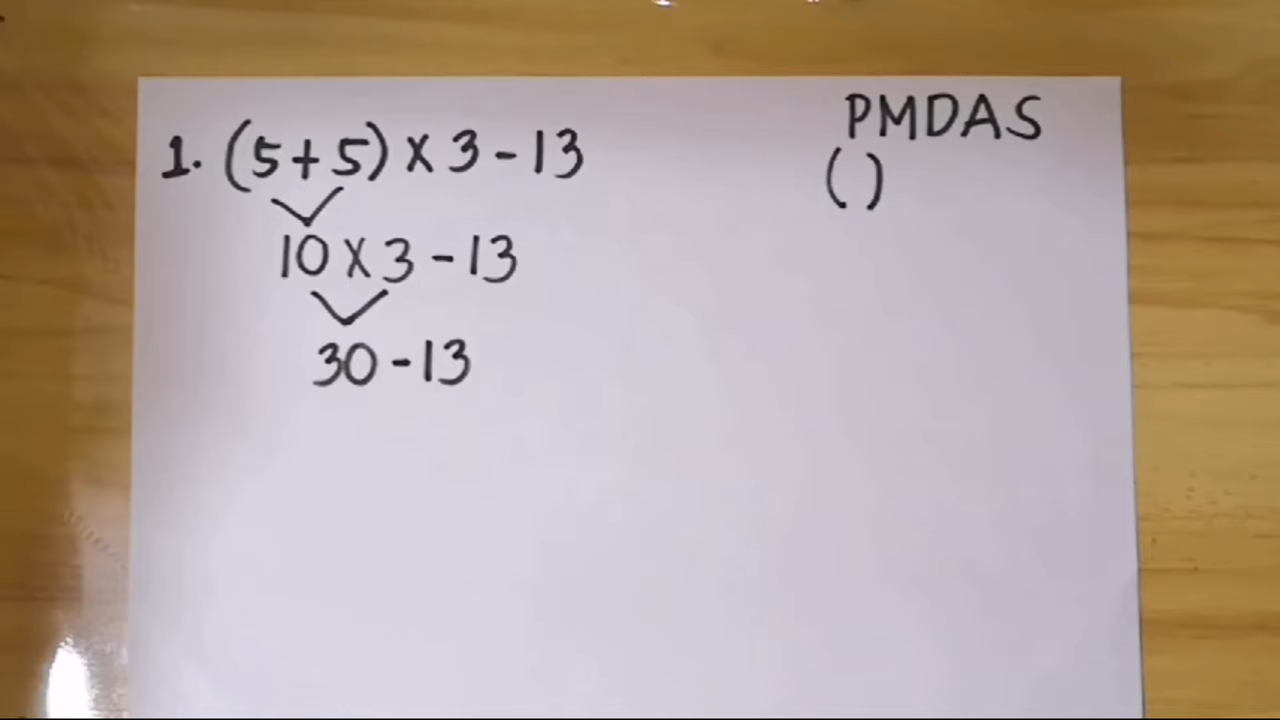 PMDAS
( )
1. (5+5) x 3 - 13
10 x 3 - 13
30 - 13